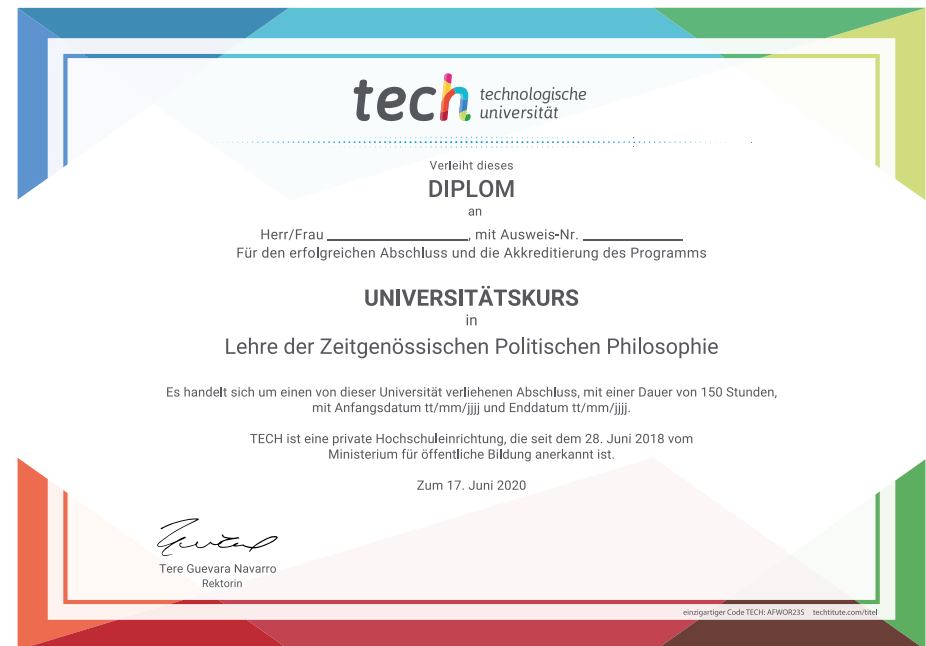 tech technologische
universität
Verleiht dieses
DIPLOM
an
Herr/Frau ____________________, mit Ausweis-Nr. ______________
Für den erfolgreichen Abschluss und die Akkreditierung des Programms
UNIVERSITÄTSKURS
in
Lehre der Zeitgenössischen Politischen Philosophie
Es handelt sich um einen von dieser Universität verliehenen Abschluss, mit einer Dauer von 150 Stunden,
mit Anfangsdatum tt/mm/jjjj und Enddatum tt/mm/jjjj.
TECH ist eine private Hochschuleinrichtung, die seit dem 28. Juni 2018 vom
Ministerium für öffentliche Bildung anerkannt ist.
Zum 17. Juni 2020
Tere Guevara Navarro
Rektorin
einzigartiger Code TECH: AFWOR23S techtitute.com/titel